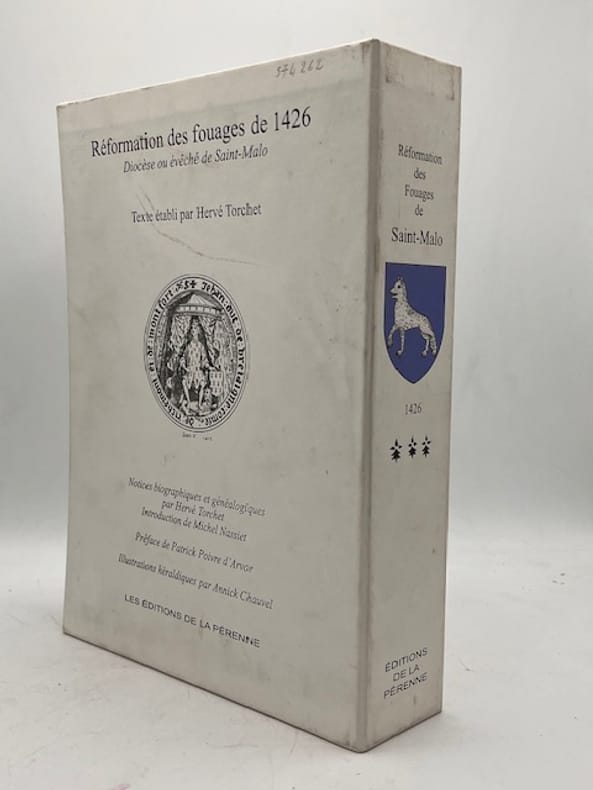 574262
Réformation des fouages de 1426
Diocèse ou évêché de Saint-Malo
Texte établi par Hervé Torchet
Notices biographiques et généalogiques
par Hervé Torchet
Introduction de Michel Nassiet
Préface de Patrick Poivre d'Arvor
Illustrations héraldiques par Annick Chauvel
LES ÉDITIONS DE LA PÉRENNE
Réformation
des
Fouages
de
Saint-Malo
1426
ÉDITIONS
DE LA
PÉRENNE